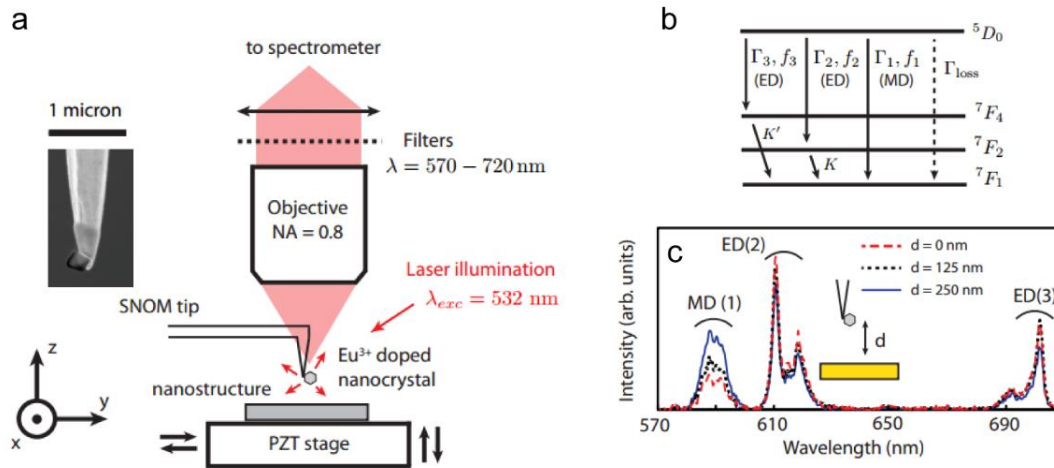 a
to spectrometer
1 micron
Filters
λ = 570 − 720 nm
Objective
NA = 0.8
Laser illumination
λexc = 532 nm
SNOM tip
Eu³⁺ doped
nanocrystal
nanostructure
z
y
x
PZT stage
b
⁵D₀
Γ₃, f₃
(ED)
Γ₂, f₂
(ED)
Γ₁, f₁
(MD)
Γloss
⁷F₄
K′
⁷F₂
K
⁷F₁
c
ED(2)
d = 0 nm
d = 125 nm
d = 250 nm
MD (1)
ED(3)
d
Intensity (arb. units)
570
610
650
690
Wavelength (nm)